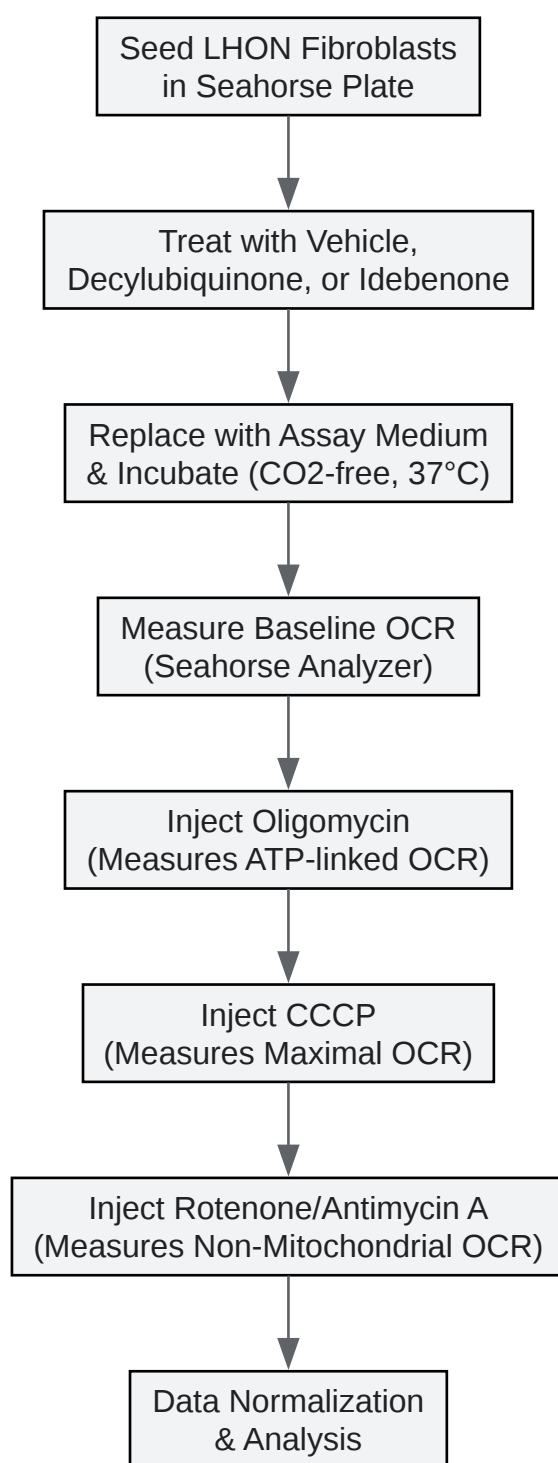 Seed LHON Fibroblasts
in Seahorse Plate
Treat with Vehicle,
Decylubiquinone, or Idebenone
Replace with Assay Medium
& Incubate (CO2-free, 37°C)
Measure Baseline OCR
(Seahorse Analyzer)
Inject Oligomycin
(Measures ATP-linked OCR)
Inject CCCP
(Measures Maximal OCR)
Inject Rotenone/Antimycin A
(Measures Non-Mitochondrial OCR)
Data Normalization
& Analysis